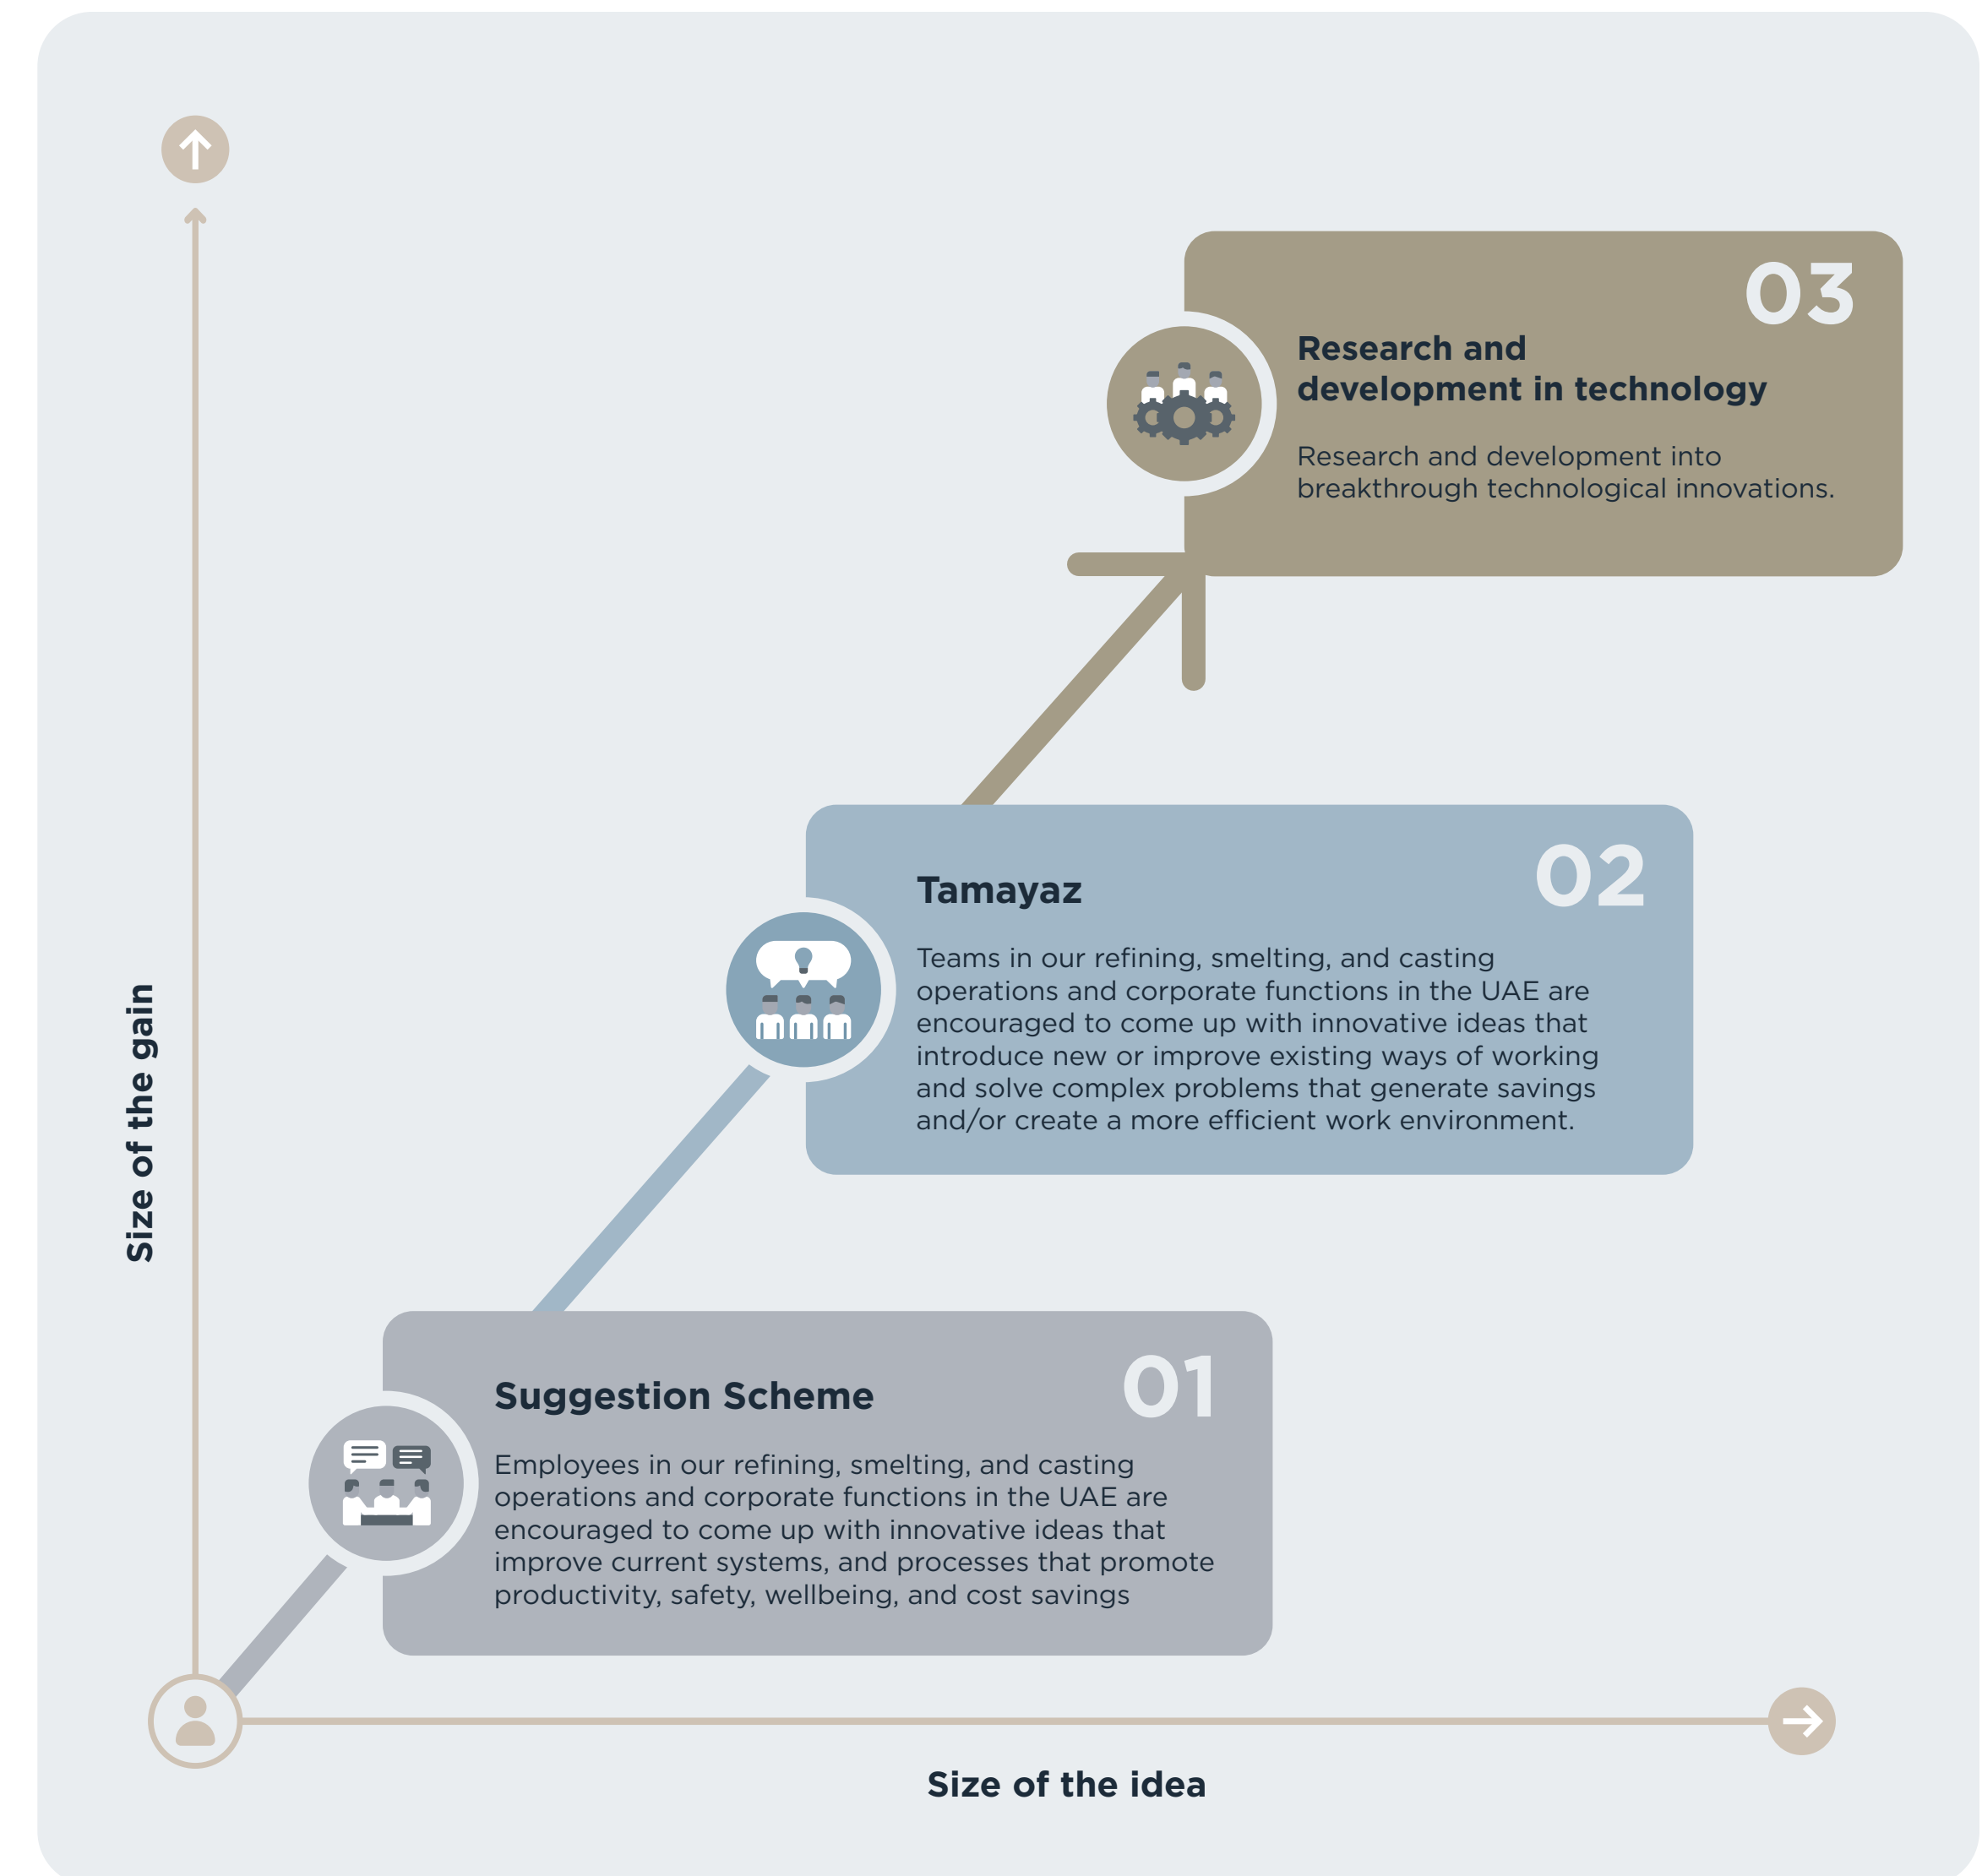 03
Research and
development in technology
Research and development into
breakthrough technological innovations.
02
Tamayaz
Teams in our refining, smelting, and casting
operations and corporate functions in the UAE are
encouraged to come up with innovative ideas that
introduce new or improve existing ways of working
and solve complex problems that generate savings
and/or create a more efficient work environment.
Size of the gain
01
Suggestion Scheme
Employees in our refining, smelting, and casting
operations and corporate functions in the UAE are
encouraged to come up with innovative ideas that
improve current systems, and processes that promote
productivity, safety, wellbeing, and cost savings
Size of the idea